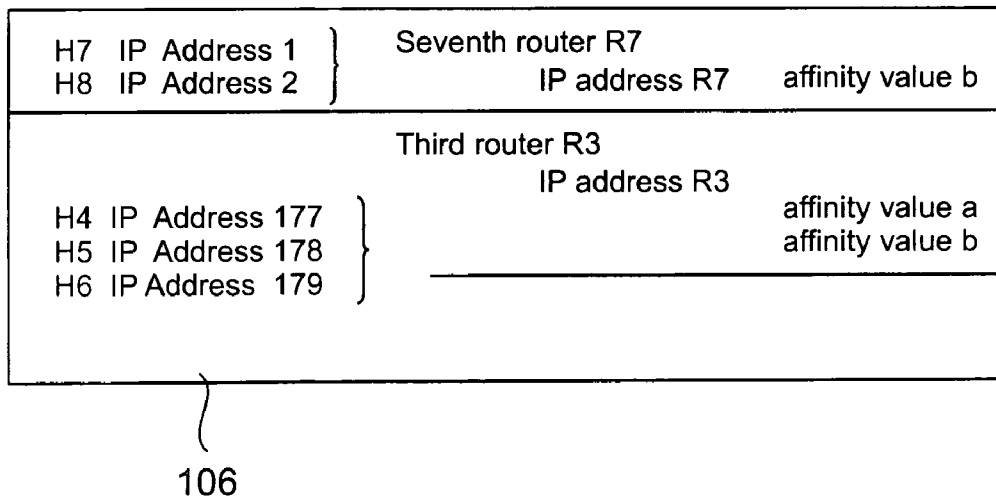 H7 IP Address 1
H8 IP Address 2
Seventh router R7
IP address R7 affinity value b
Third router R3
IP address R3
affinity value a
affinity value b
H4 IP Address 177
H5 IP Address 178
H6 IP Address 179
106